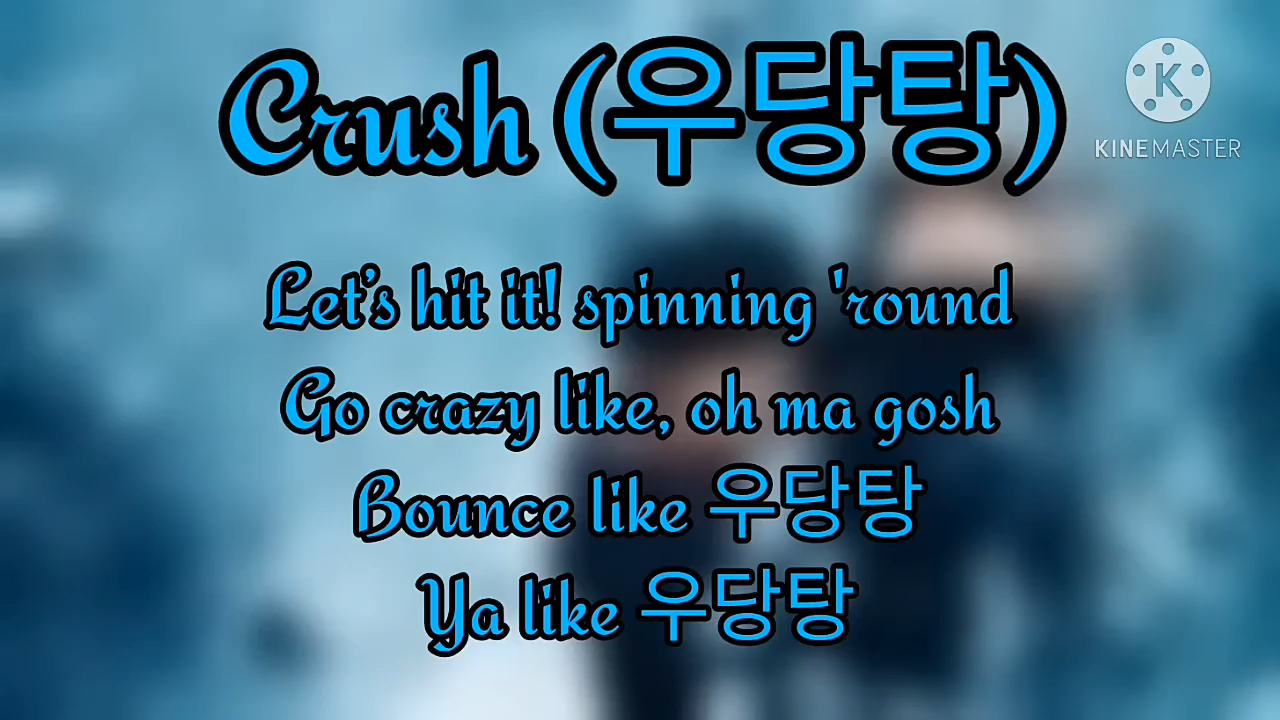 Crush (우당탕)
KINEMASTER
Let's hit it! spinning 'round
Go crazy like, oh ma gosh
Bounce like 우당탕
Ya like 우당탕